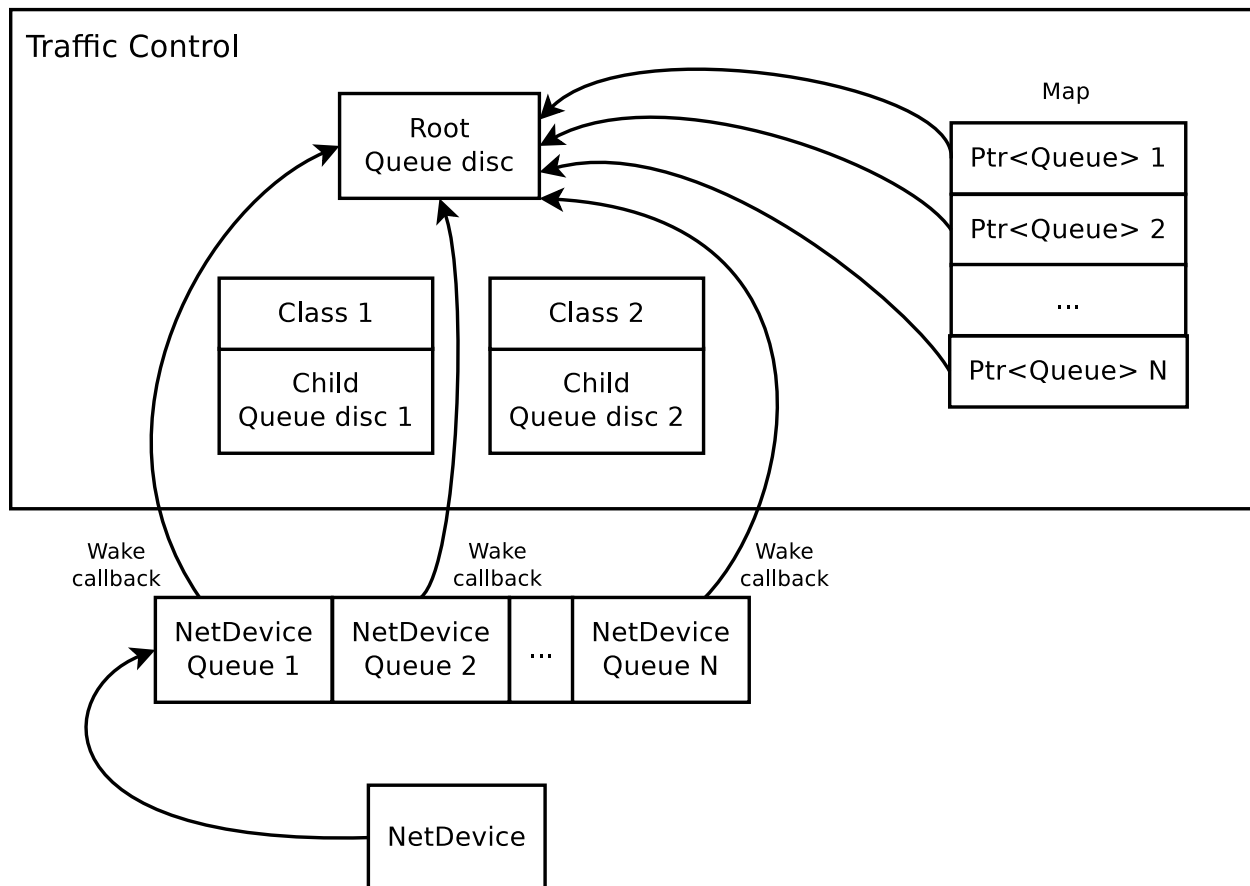 Traffic Control
Root
Queue disc
Map
Ptr<Queue> 1
Ptr<Queue> 2
...
Ptr<Queue> N
Class 1
Child
Queue disc 1
Class 2
Child
Queue disc 2
Wake
callback
Wake
callback
Wake
callback
NetDevice
Queue 1
NetDevice
Queue 2
...
NetDevice
Queue N
NetDevice